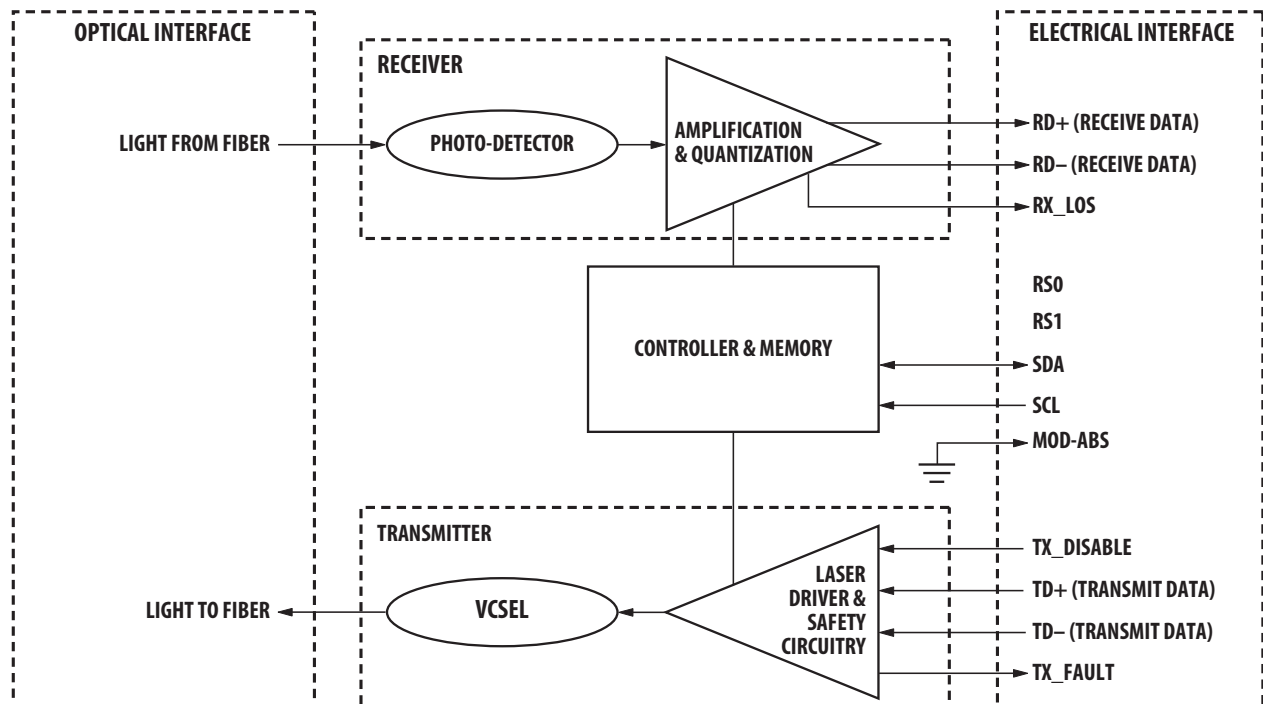 OPTICAL INTERFACE
ELECTRICAL INTERFACE
RECEIVER
LIGHT FROM FIBER
PHOTO-DETECTOR
AMPLIFICATION
& QUANTIZATION
RD+ (RECEIVE DATA)
RD– (RECEIVE DATA)
RX_LOS
RS0
RS1
CONTROLLER & MEMORY
SDA
SCL
MOD-ABS
TRANSMITTER
LIGHT TO FIBER
VCSEL
LASER
DRIVER &
SAFETY
CIRCUITRY
TX_DISABLE
TD+ (TRANSMIT DATA)
TD– (TRANSMIT DATA)
TX_FAULT